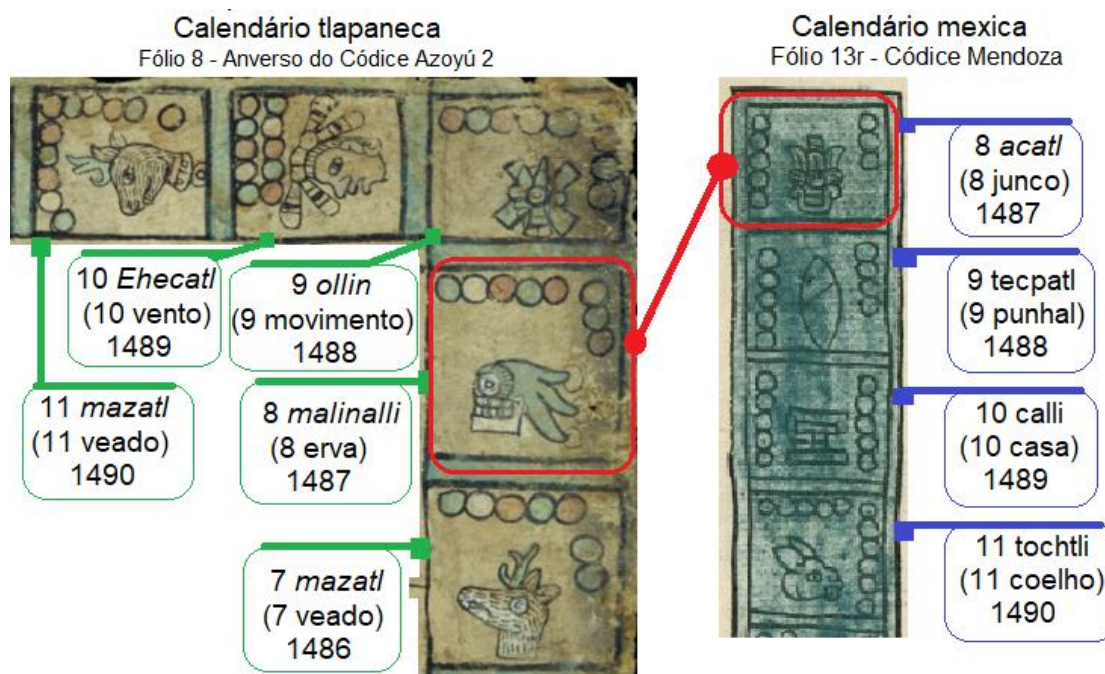 Calendário tlapaneca
Fólio 8 - Anverso do Códice Azoyú 2
10 Ehecatl
(10 vento)
1489
9 ollin
(9 movimento)
1488
11 mazatl
(11 veado)
1490
8 malinalli
(8 erva)
1487
7 mazatl
(7 veado)
1486
Calendário mexica
Fólio 13r - Códice Mendoza
8 acatl
(8 junco)
1487
9 tecpatl
(9 punhal)
1488
10 calli
(10 casa)
1489
11 tochtli
(11 coelho)
1490